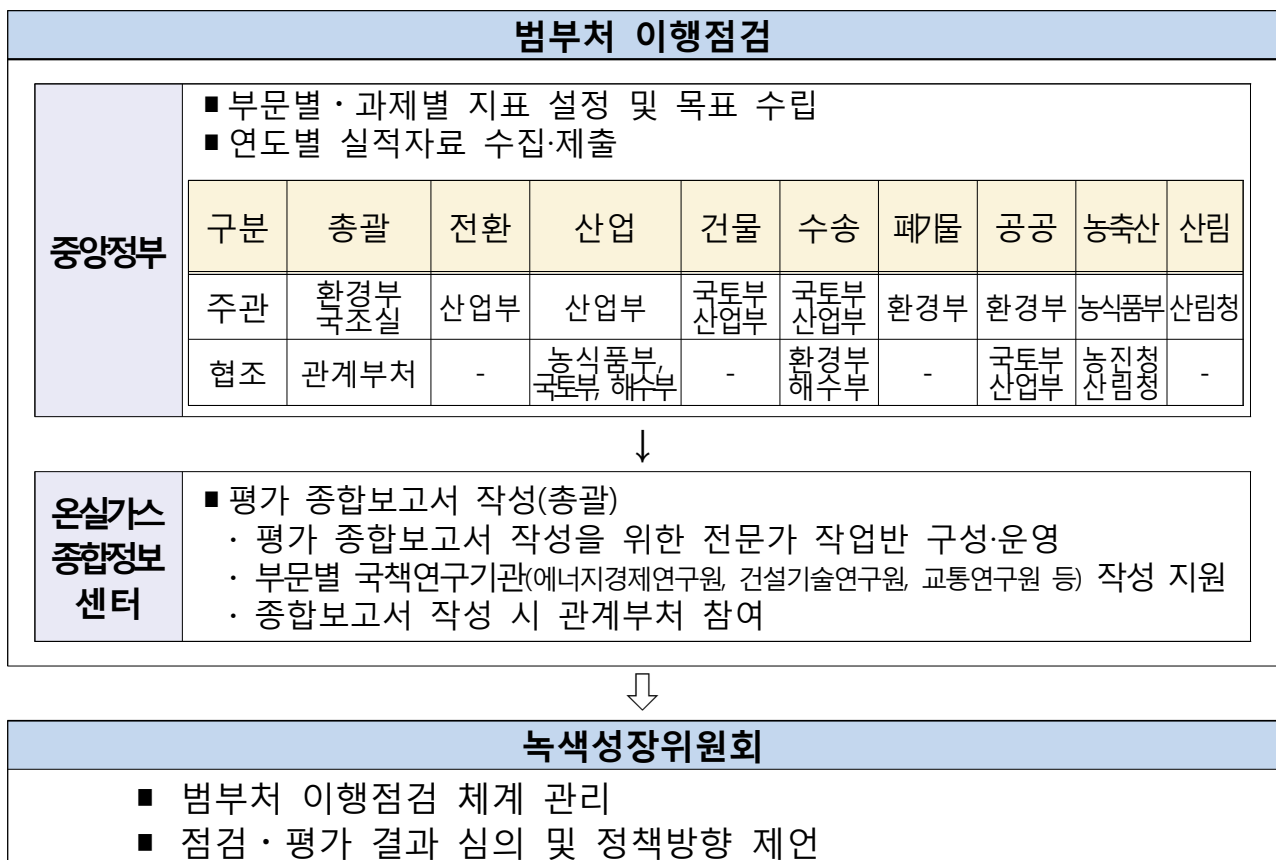 범부처 이행점검
중앙정부
■ 부문별·과제별 지표 설정 및 목표 수립
■ 연도별 실적자료 수집·제출
구분 총괄 전환 산업 건물 수송 폐기물 공공 농축산 산림
주관 환경부 국조실 산업부 산업부 국토부 산업부 국토부 산업부 환경부 환경부 농식품부 산림청
협조 관계부처 - 농식품부, 국토부, 해수부 - 환경부 해수부 - 국토부 산업부 농진청 산림청 -
↓
온실가스
종합정보
센터
■ 평가 종합보고서 작성(총괄)
· 평가 종합보고서 작성을 위한 전문가 작업반 구성·운영
· 부문별 국책연구기관(에너지경제연구원, 건설기술연구원, 교통연구원 등) 작성 지원
· 종합보고서 작성 시 관계부처 참여
⇩
녹색성장위원회
■ 범부처 이행점검 체계 관리
■ 점검·평가 결과 심의 및 정책방향 제언